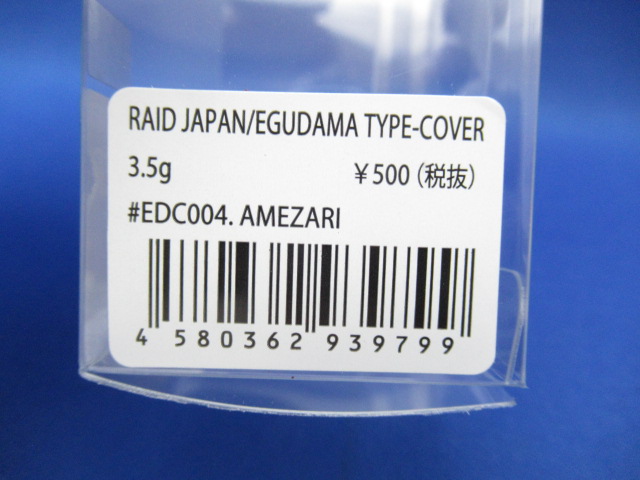 RAID JAPAN/EGUDAMA TYPE-COVER
3.5g ¥500（税抜）
#EDC004. AMEZARI
4 580362 939799